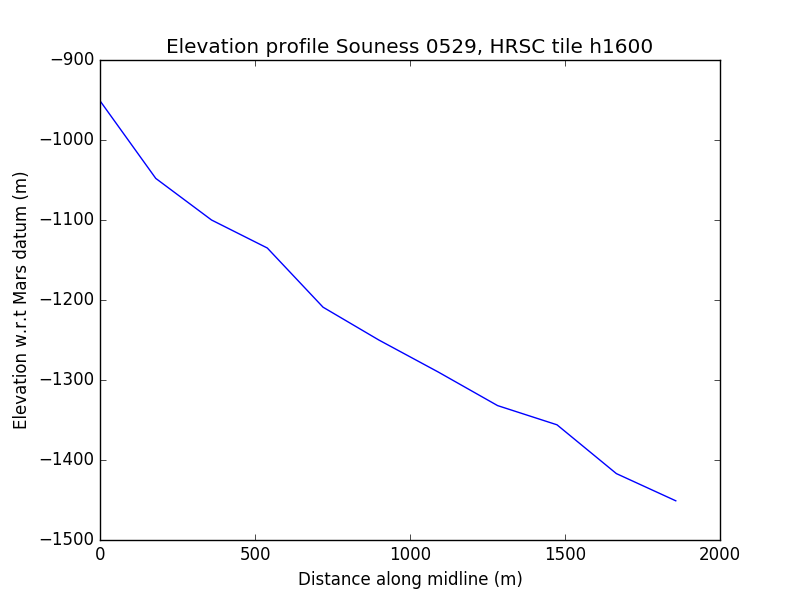 Elevation profile Souness 0529, HRSC tile h1600
−900
−1000
−1100
−1200
−1300
−1400
−1500
Elevation w.r.t Mars datum (m)
0 500 1000 1500 2000
Distance along midline (m)